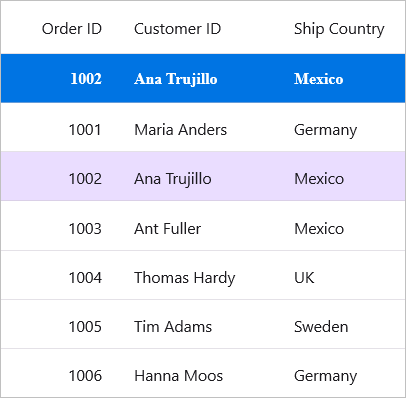 Order ID Customer ID Ship Country
1002 Ana Trujillo Mexico
1001 Maria Anders Germany
1002 Ana Trujillo Mexico
1003 Ant Fuller Mexico
1004 Thomas Hardy UK
1005 Tim Adams Sweden
1006 Hanna Moos Germany